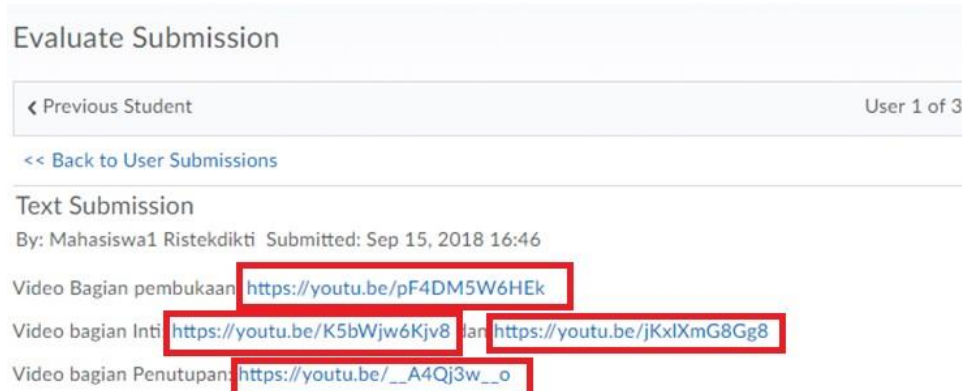 Evaluate Submission
< Previous Student User 1 of 3
<< Back to User Submissions
Text Submission
By: Mahasiswa1 Ristekdikti Submitted: Sep 15, 2018 16:46
Video Bagian pembukaan https://youtu.be/pF4DM5W6HEk
Video bagian Inti: https://youtu.be/K5bWjw6Kjv8 dan https://youtu.be/jKxIXmG8Gg8
Video bagian Penutupan: https://youtu.be/__A4Qj3w__o